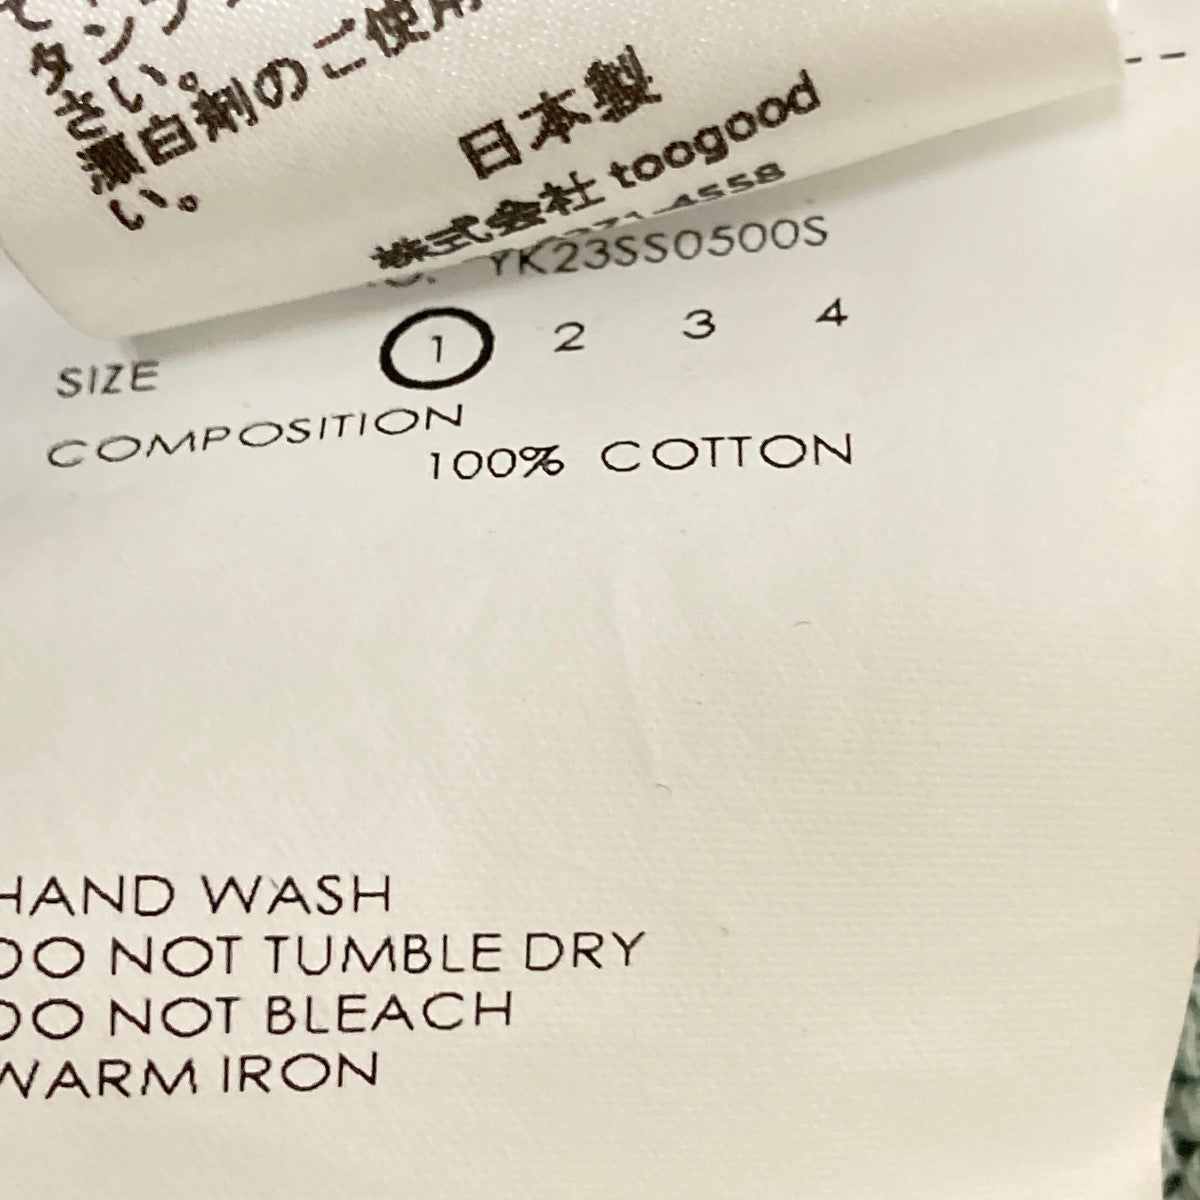 タ
さい。
漂白剤のご使用
い。
日本製
株式会社 toogood
71-4558
YK23SS0500S
SIZE 1 2 3 4
COMPOSITION
100% COTTON
HAND WASH
DO NOT TUMBLE DRY
DO NOT BLEACH
WARM IRON